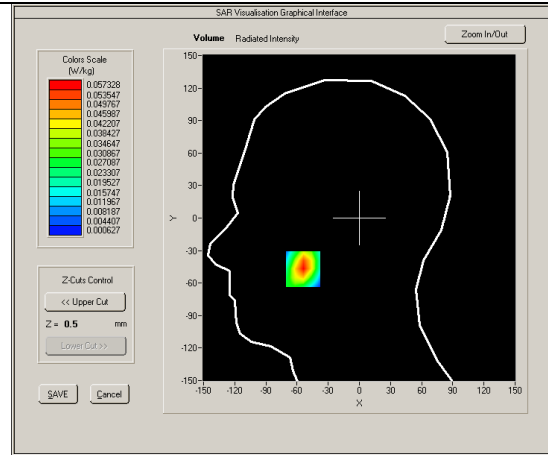 SAR Visualisation Graphical Interface
Volume Radiated Intensity
Zoom In/Out
Colors Scale
(W/kg)
0.057328
0.053547
0.049767
0.045987
0.042207
0.038427
0.034647
0.030867
0.027087
0.023307
0.019527
0.015747
0.011967
0.008187
0.004407
0.000627
Z-Cuts Control
<< Upper Cut
Z = 0.5 mm
Lower Cut >>
SAVE Cancel
150
120
90
60
30
0
-30
-60
-90
-120
-150
Y
-150 -120 -90 -60 -30 0 30 60 90 120 150
X